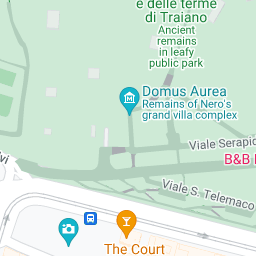 e delle terme
di Traiano
Ancient
remains
in leafy
public park
Domus Aurea
Remains of Nero's
grand villa complex
Viale Serapi
B&B
Viale S. Telemaco
The Court